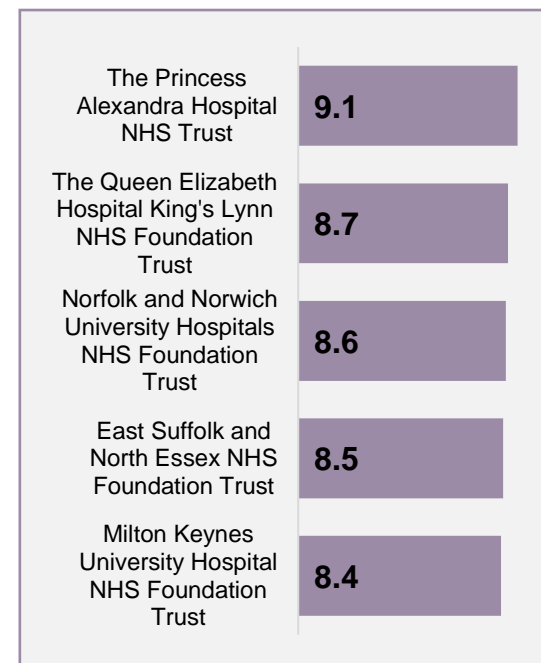 The Princess
Alexandra Hospital
NHS Trust
9.1
The Queen Elizabeth
Hospital King's Lynn
NHS Foundation
Trust
8.7
Norfolk and Norwich
University Hospitals
NHS Foundation
Trust
8.6
East Suffolk and
North Essex NHS
Foundation Trust
8.5
Milton Keynes
University Hospital
NHS Foundation
Trust
8.4